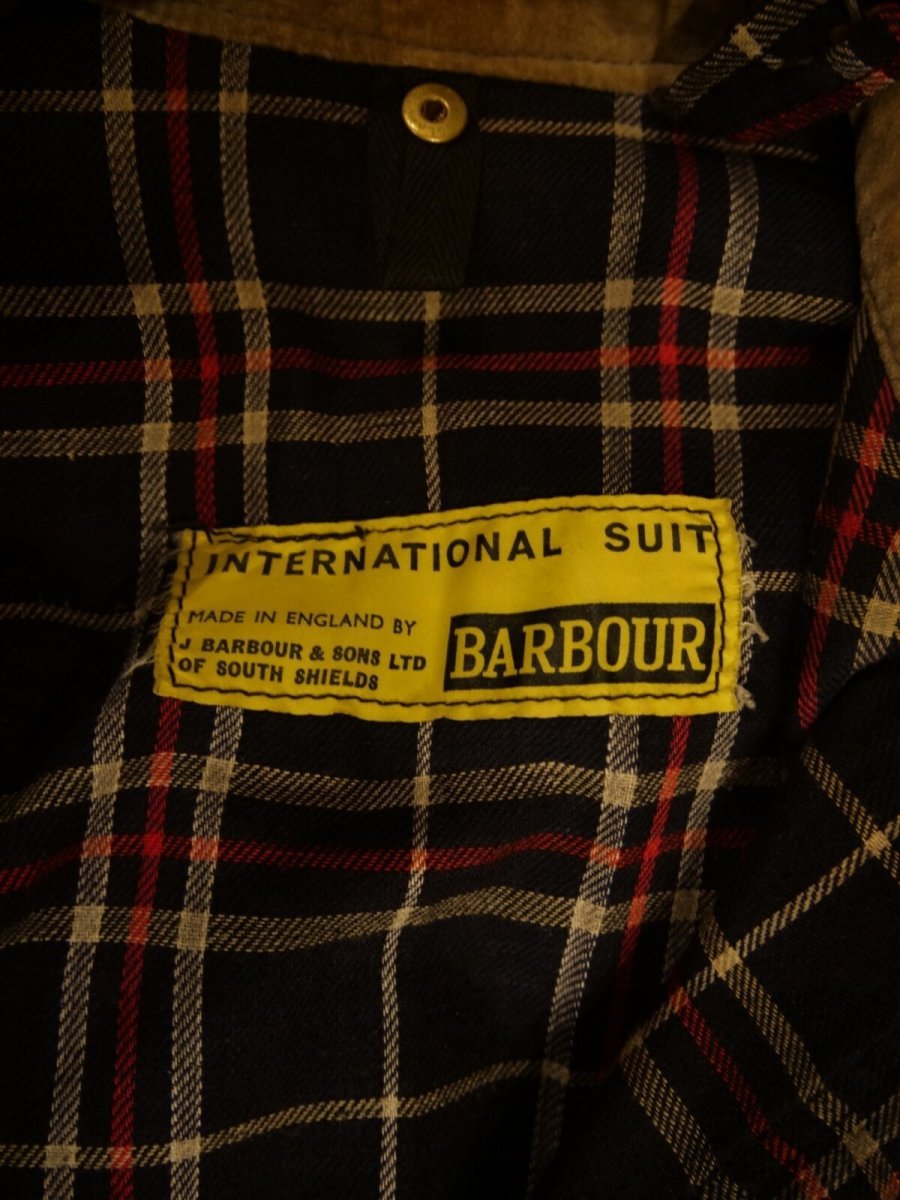 INTERNATIONAL SUIT
MADE IN ENGLAND BY
J BARBOUR & SONS LTD
OF SOUTH SHIELDS
BARBOUR